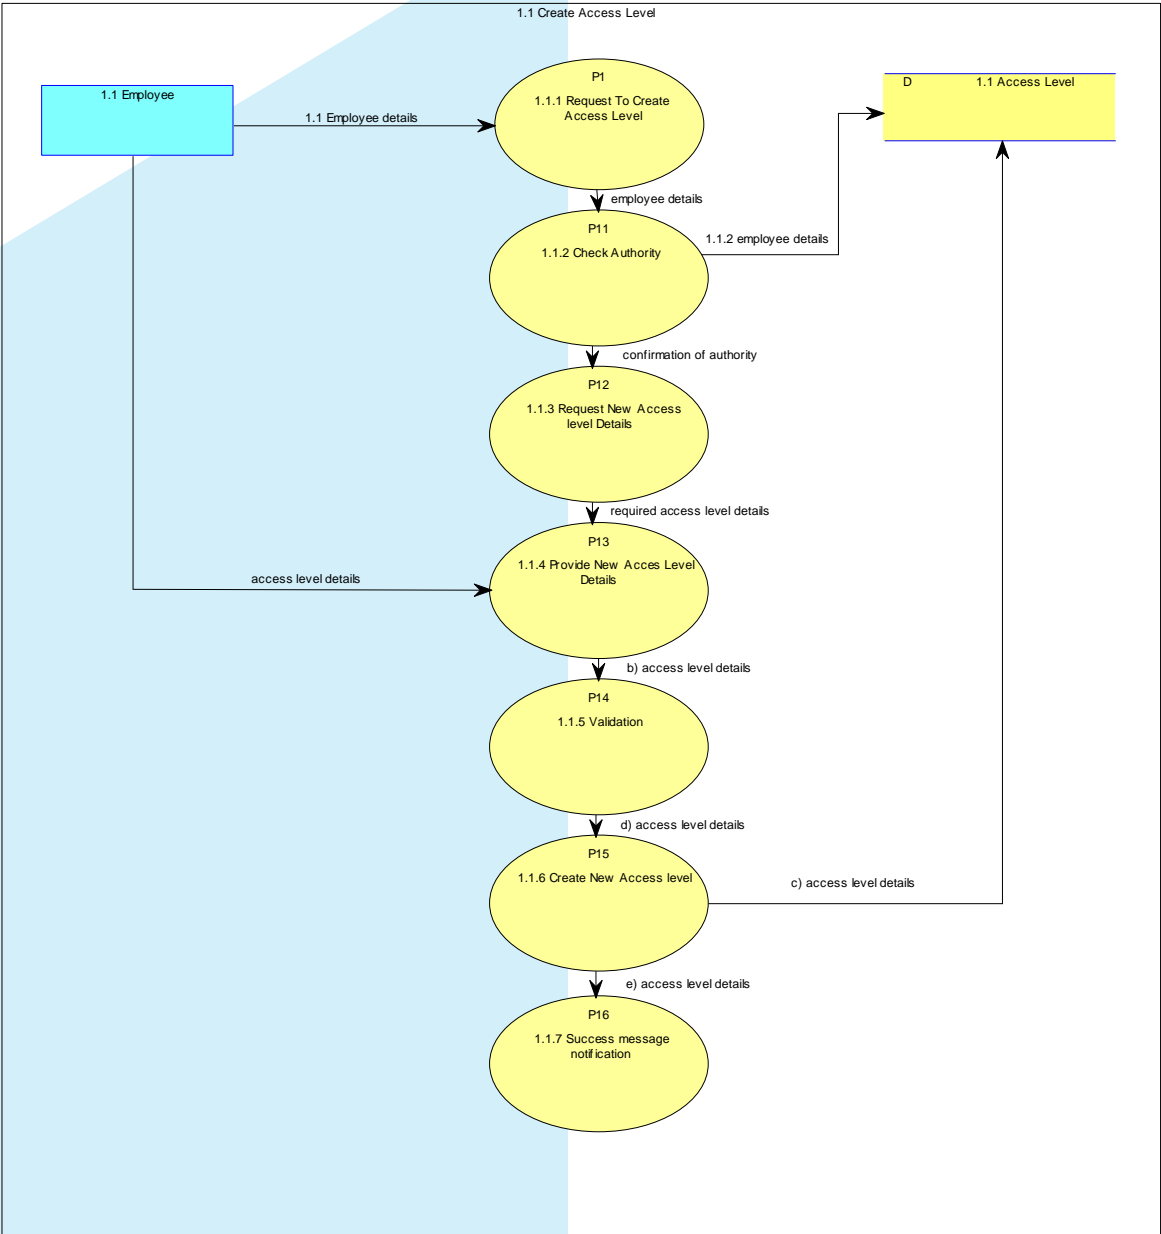 1.1 Create Access Level
1.1 Employee
1.1 Employee details
P1
1.1.1 Request To Create
Access Level
D
1.1 Access Level
employee details
P11
1.1.2 Check Authority
1.1.2 employee details
confirmation of authority
P12
1.1.3 Request New Access
level Details
required access level details
P13
1.1.4 Provide New Acces Level
Details
access level details
b) access level details
P14
1.1.5 Validation
d) access level details
P15
1.1.6 Create New Access level
c) access level details
e) access level details
P16
1.1.7 Success message
notification